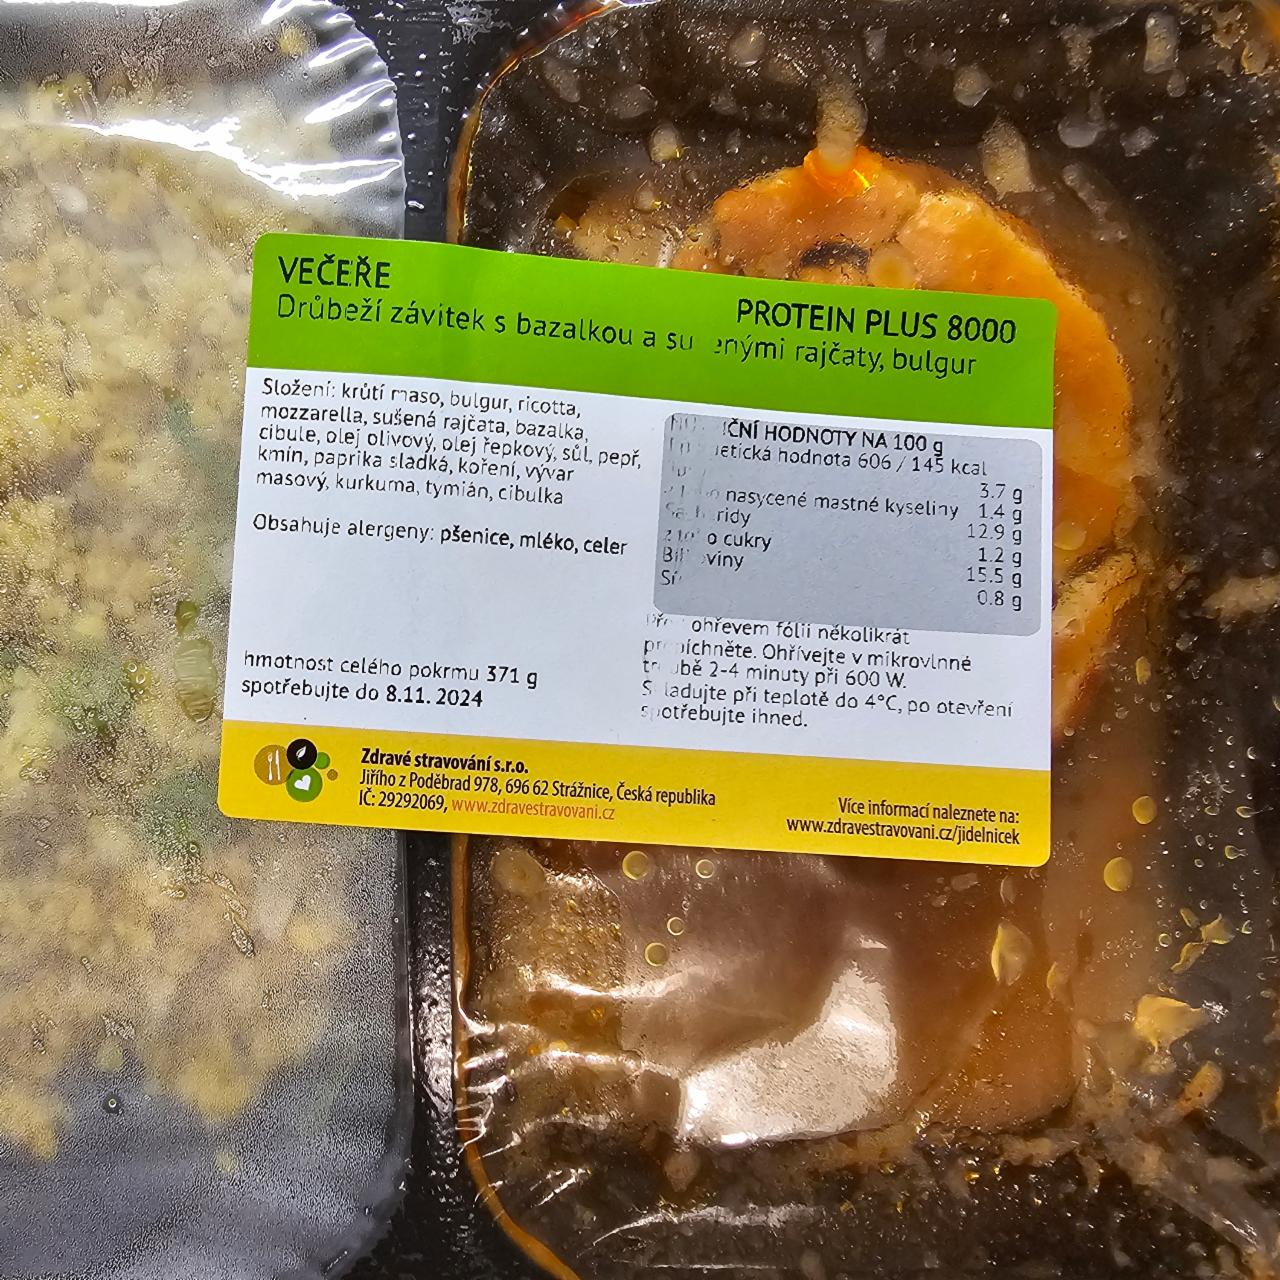 VEČEŘE
PROTEIN PLUS 8000
Drůbeží závitek s bazalkou a su enými rajčaty, bulgur
Složení: krůtí maso, bulgur, ricotta,
mozzarella, sušená rajčata, bazalka,
cibule, olej olivový, olej řepkový, sůl, pepř,
kmín, paprika sladká, koření, vývar
masový, kurkuma, tymián, cibulka
Obsahuje alergeny: pšenice, mléko, celer
hmotnost celého pokrmu 371 g
spotřebujte do 8.11. 2024
HODNOTY NA 100 g
hodnota 606 / 145 kcal
3.7 g
nasycené mastné kyseliny 1.4 g
12.9 g
cukry 1.2 g
15.5 g
0.8 g
ohřevem fólii několikrát
propíchněte. Ohřívejte v mikrovlnné
troubě 2-4 minuty při 600 W.
Skladujte při teplotě do 4°C, po otevření
spotřebujte ihned.
Zdravé stravování s.r.o.
Jiřího z Poděbrad 978, 696 62 Strážnice, Česká republika
IČ: 29292069, www.zdravestravovani.cz
Více informací naleznete na:
www.zdravestravovani.cz/jidelnicek